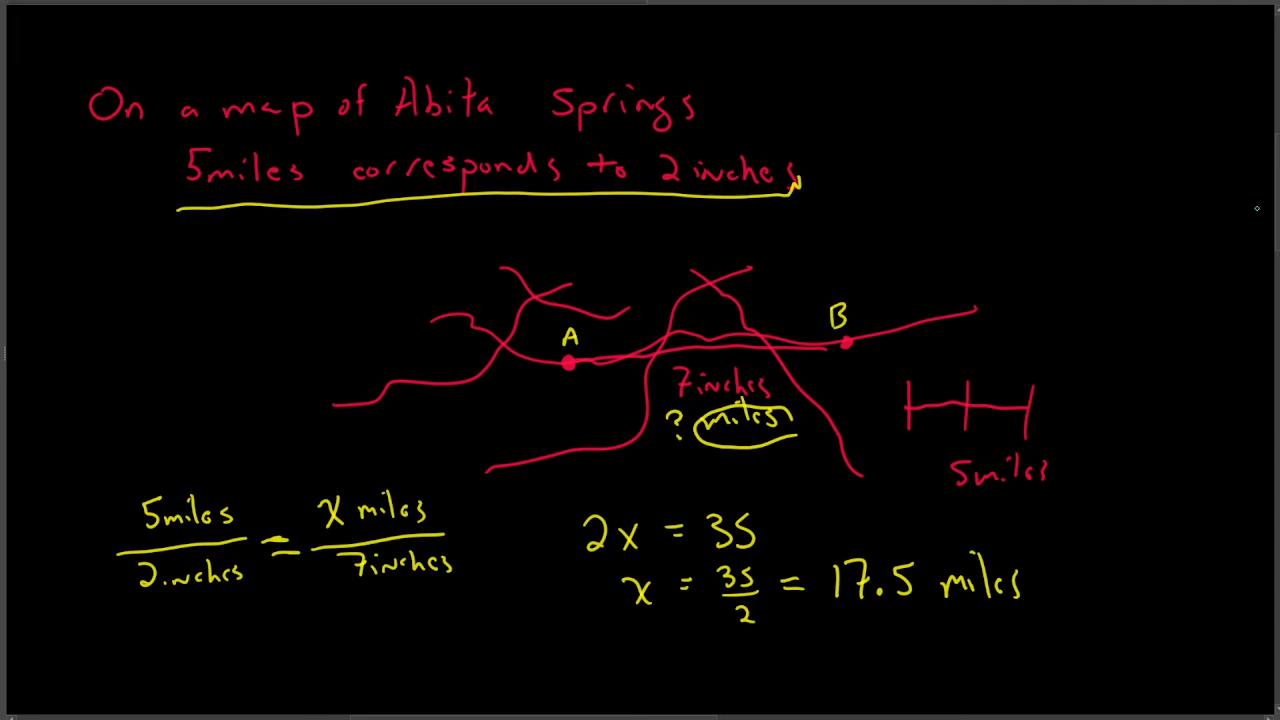 On a map of Abita Springs
5miles corresponds to 2 inches
A
B
7inches
? miles
5miles
5miles / 2inches = x miles / 7inches
2x = 35
x = 35/2 = 17.5 miles